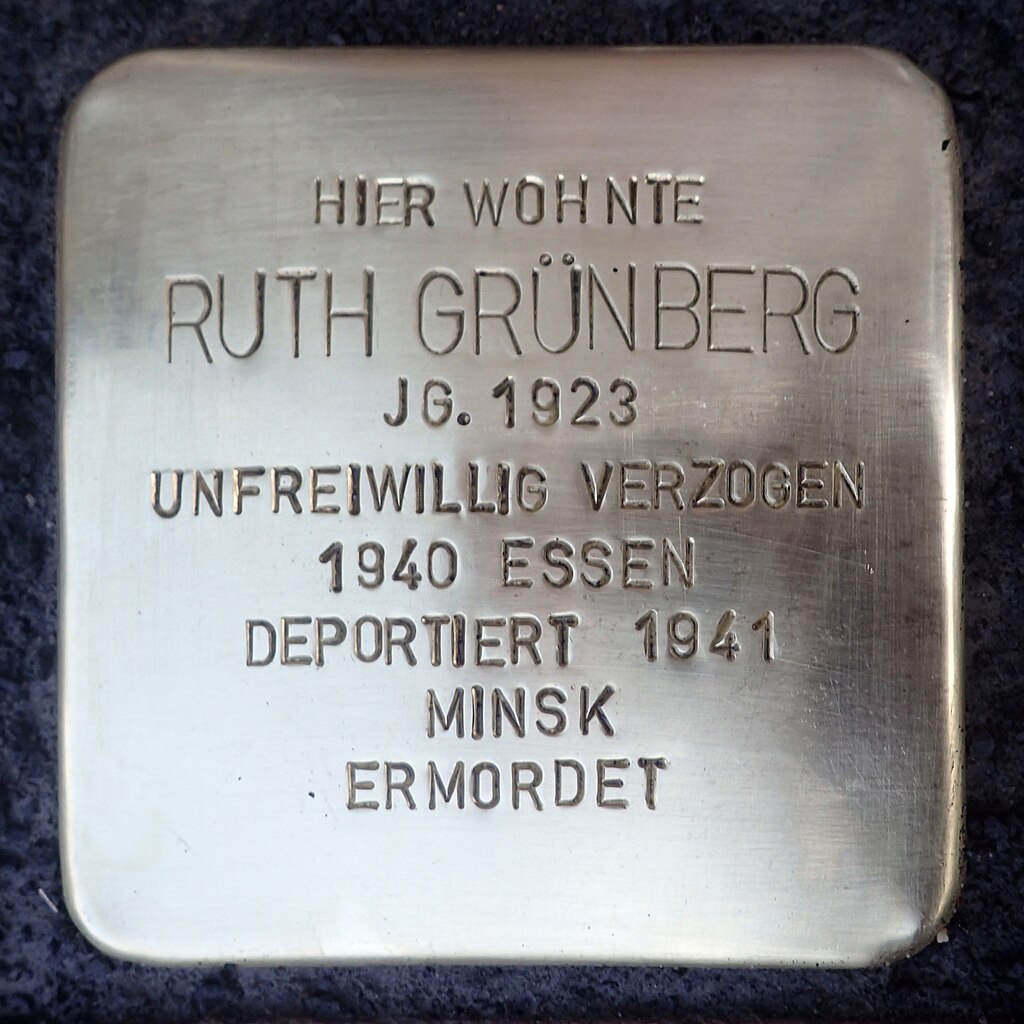 HIER WOHNTE
RUTH GRÜNBERG
JG. 1923
UNFREIWILLIG VERZOGEN
1940 ESSEN
DEPORTIERT 1941
MINSK
ERMORDET